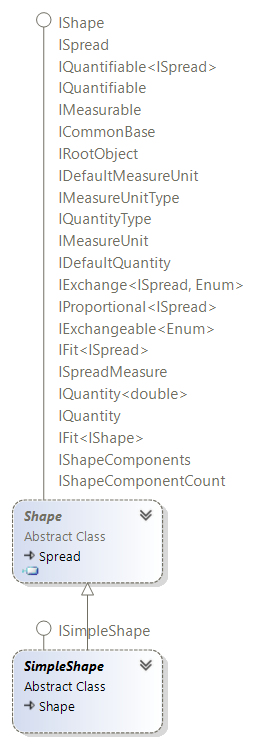 IShape
ISpread
IQuantifiable<ISpread>
IQuantifiable
IMeasurable
ICommonBase
IRootObject
IDefaultMeasureUnit
IMeasureUnitType
IQuantityType
IMeasureUnit
IDefaultQuantity
IExchange<ISpread, Enum>
IProportional<ISpread>
IExchangeable<Enum>
IFit<ISpread>
ISpreadMeasure
IQuantity<double>
IQuantity
IFit<IShape>
IShapeComponents
IShapeComponentCount
Shape
Abstract Class
Spread
ISimpleShape
SimpleShape
Abstract Class
Shape